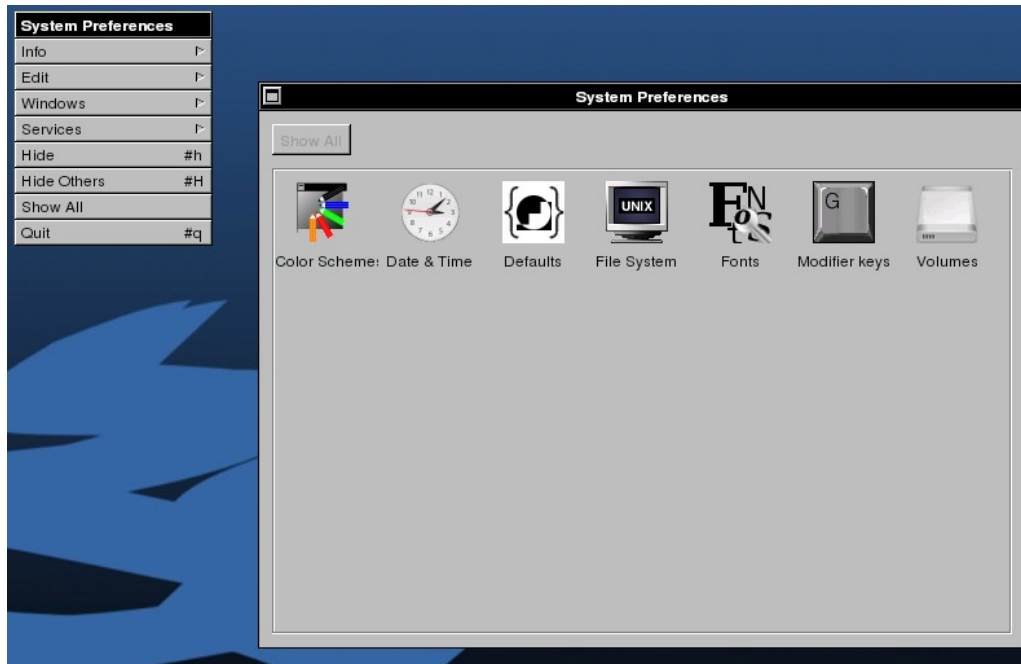 System Preferences
Info
Edit
Windows
Services
Hide #h
Hide Others #H
Show All
Quit #q
System Preferences
Show All
UNIX
G
Color Scheme: Date & Time Defaults File System Fonts Modifier keys Volumes